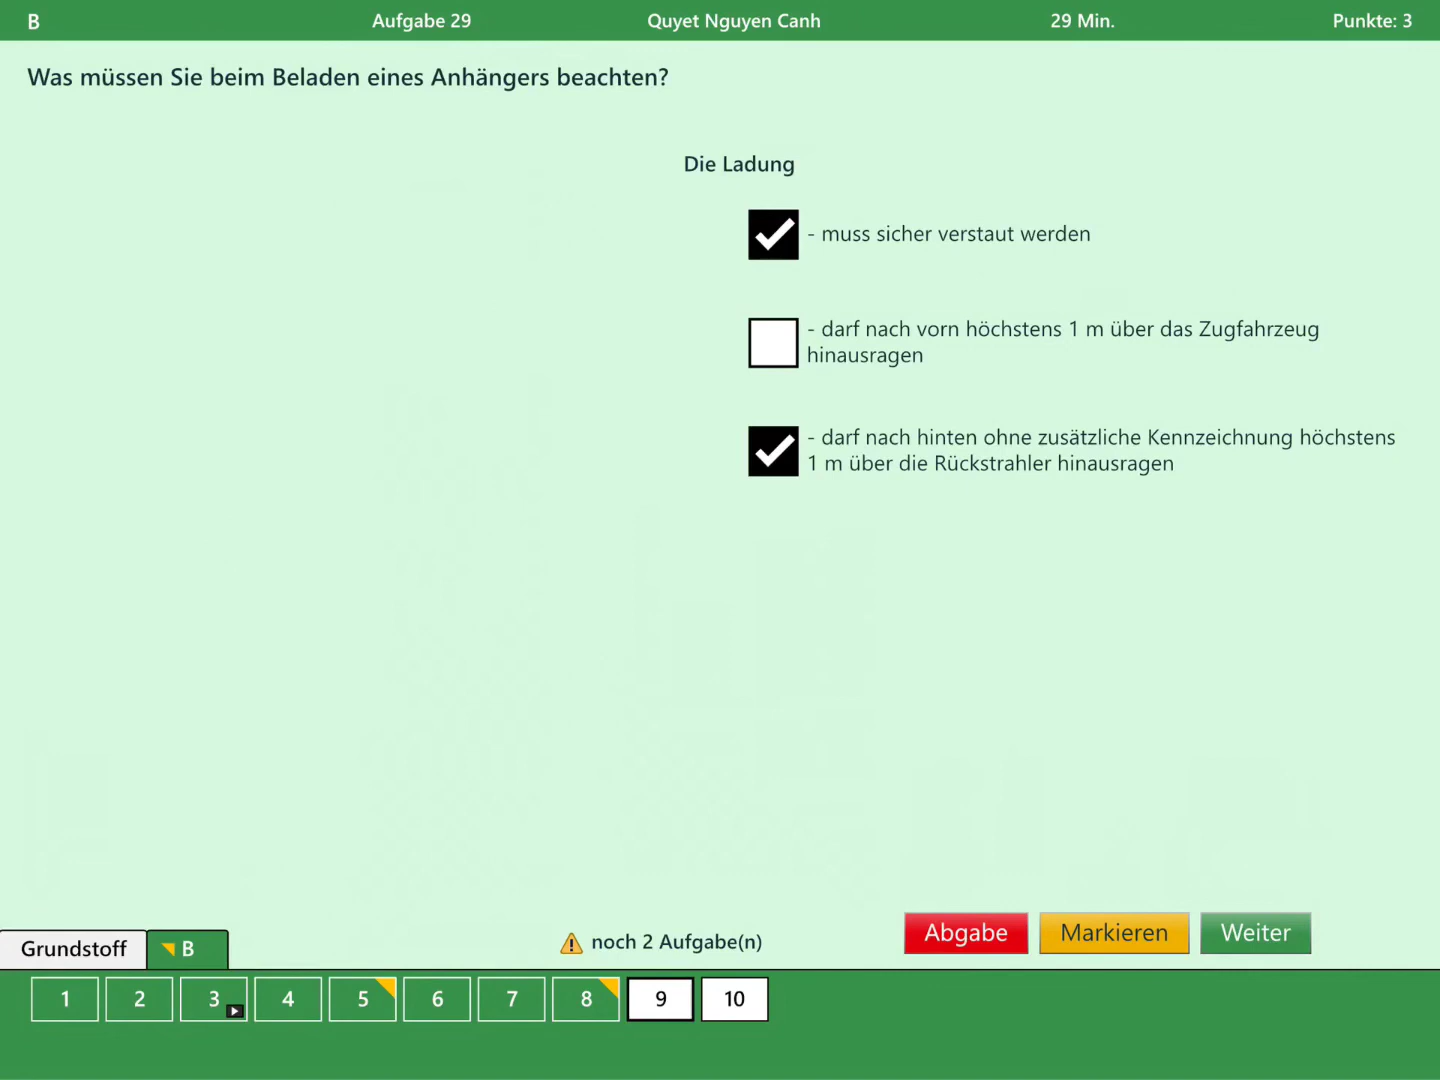 B
Aufgabe 29
Quyet Nguyen Canh
29 Min.
Punkte: 3
Was müssen Sie beim Beladen eines Anhängers beachten?
Die Ladung
- muss sicher verstaut werden
- darf nach vorn höchstens 1 m über das Zugfahrzeug
hinausragen
- darf nach hinten ohne zusätzliche Kennzeichnung höchstens
1 m über die Rückstrahler hinausragen
Grundstoff
B
noch 2 Aufgabe(n)
Abgabe
Markieren
Weiter
1
2
3
4
5
6
7
8
9
10